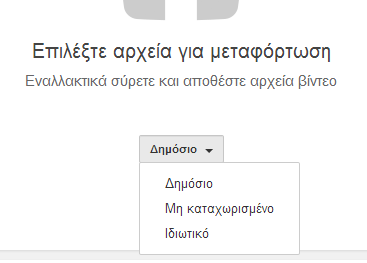 Επιλέξτε αρχεία για μεταφόρτωση
Εναλλακτικά σύρετε και αποθέστε αρχεία βίντεο
Δημόσιο
Δημόσιο
Μη καταχωρισμένο
Ιδιωτικό